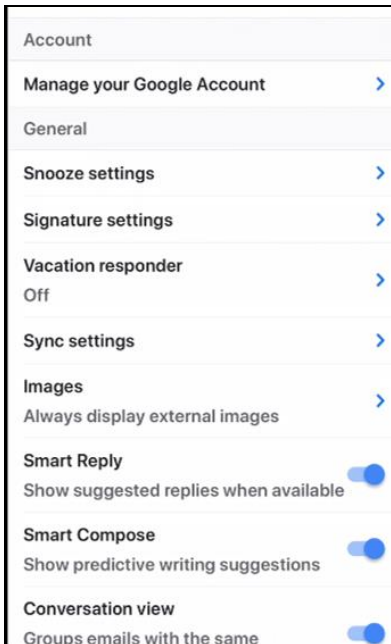 Account
Manage your Google Account
General
Snooze settings
Signature settings
Vacation responder
Off
Sync settings
Images
Always display external images
Smart Reply
Show suggested replies when available
Smart Compose
Show predictive writing suggestions
Conversation view
Groups emails with the same